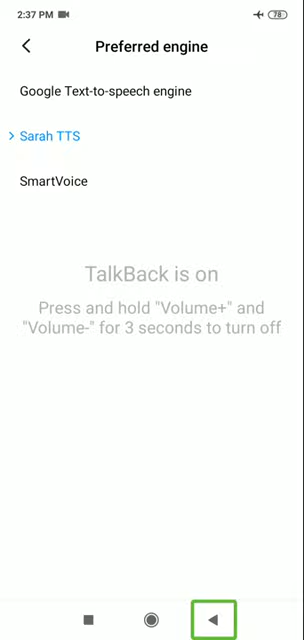 2:37 PM
78
Preferred engine
Google Text-to-speech engine
Sarah TTS
SmartVoice
TalkBack is on
Press and hold "Volume+" and
"Volume-" for 3 seconds to turn off